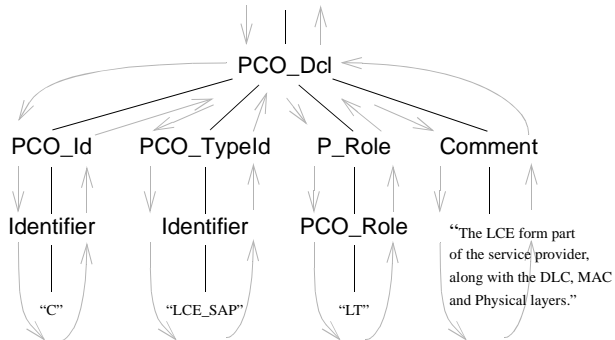 PCO_Dcl
PCO_Id PCO_TypeId P_Role Comment
Identifier Identifier PCO_Role
“The LCE form part
of the service provider,
along with the DLC, MAC
and Physical layers.”
“C” “LCE_SAP” “LT”